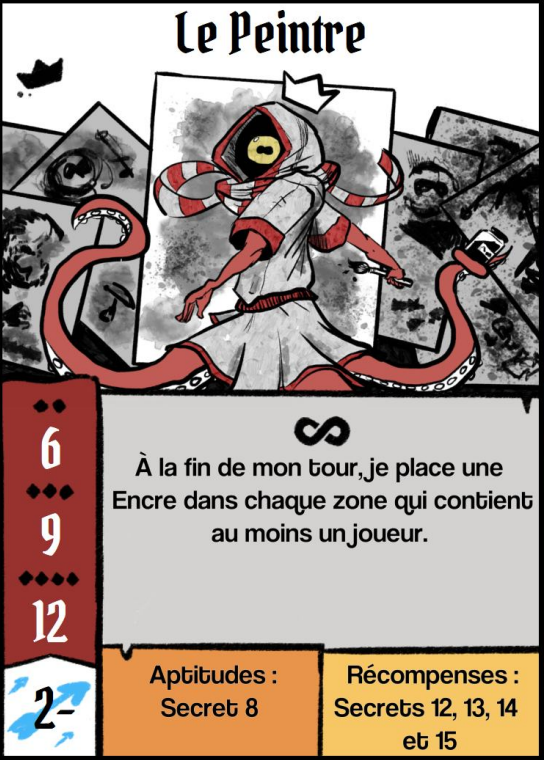 Le Peintre
6
9
12
2-
À la fin de mon tour, je place une
Encre dans chaque zone qui contient
au moins un joueur.
Aptitudes :
Secret 8
Récompenses :
Secrets 12, 13, 14
et 15